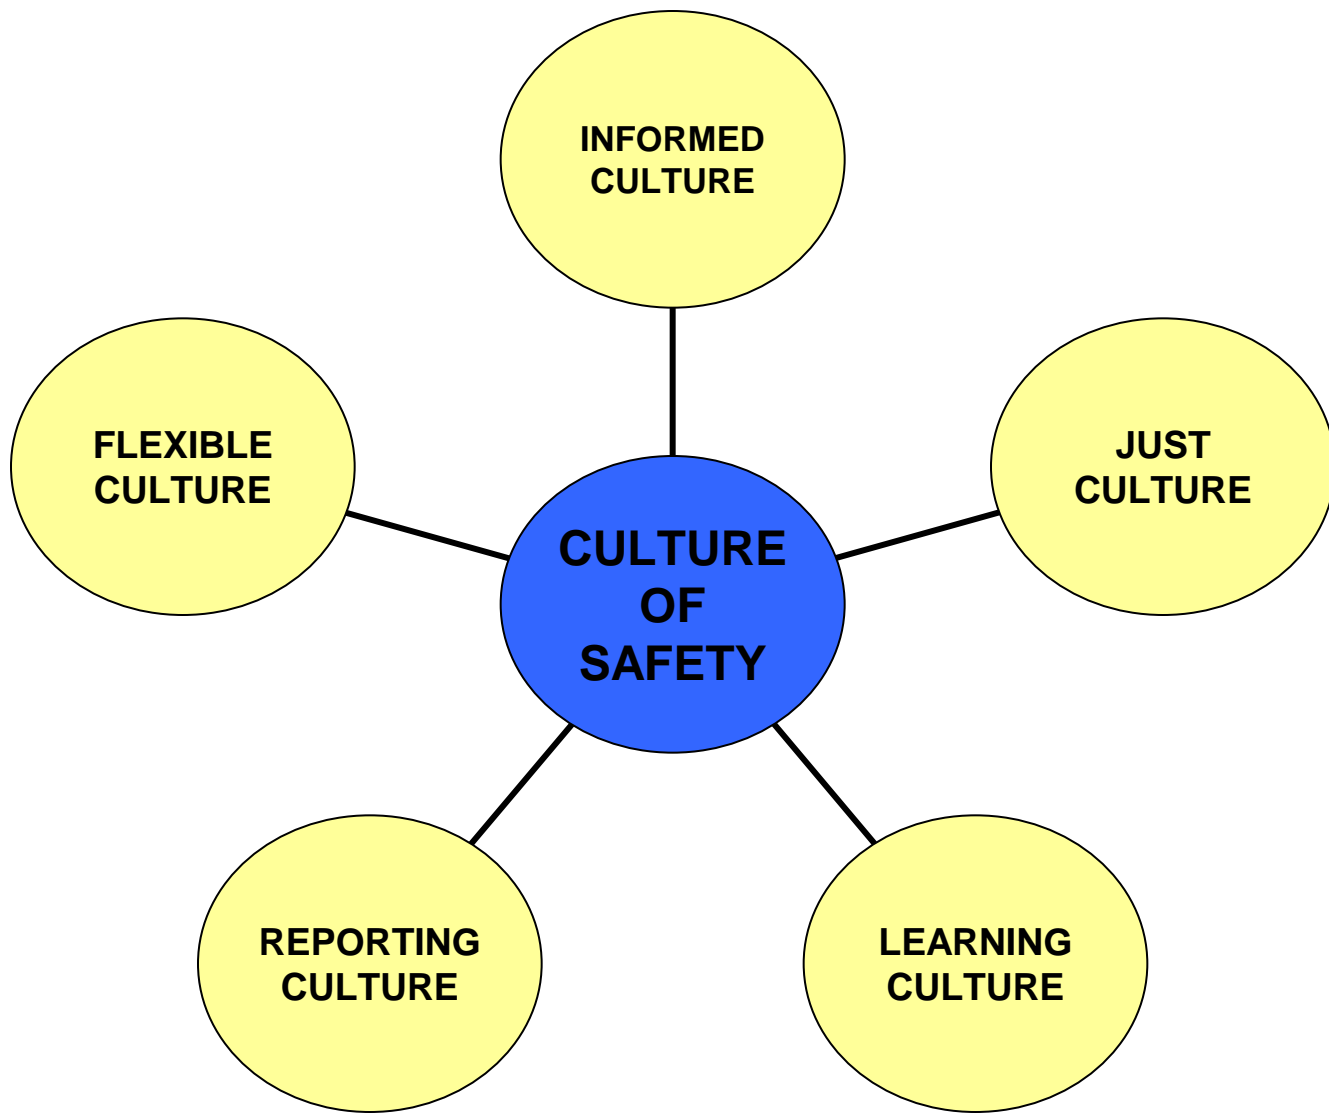 INFORMED
CULTURE
FLEXIBLE
CULTURE
JUST
CULTURE
CULTURE
OF
SAFETY
REPORTING
CULTURE
LEARNING
CULTURE